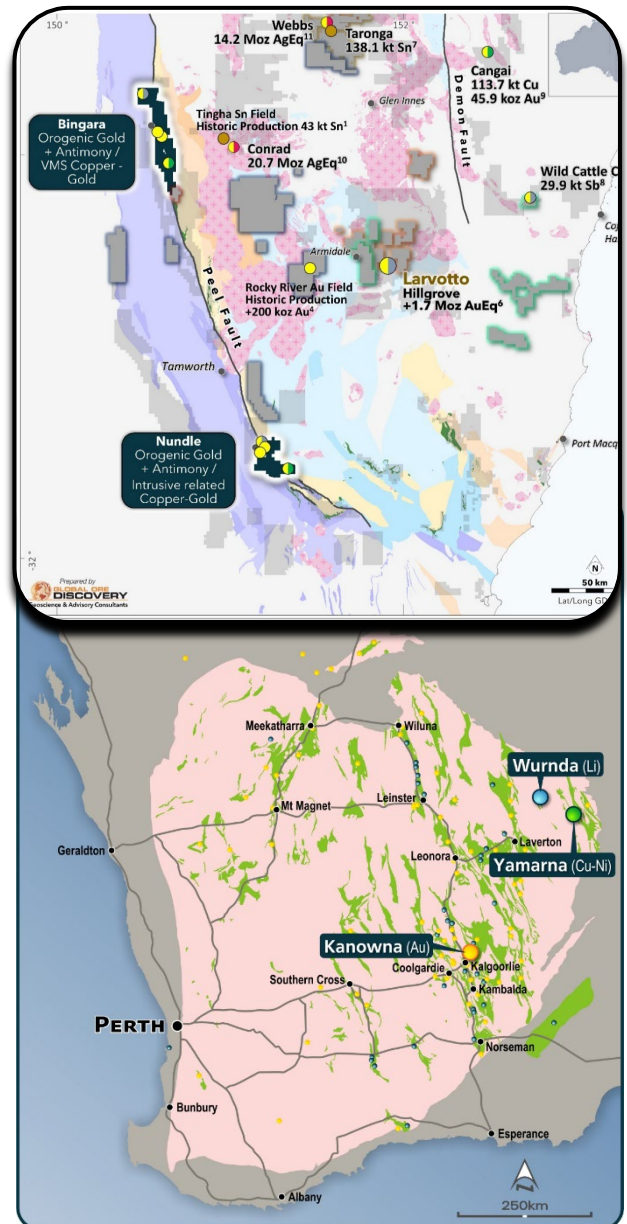 Webbs
14.2 Moz AgEq11
152
Taronga
138.1 kt Sn7
Cangai
113.7 kt Cu
45.9 koz Au9
Glen Innes
Demon Fault
Bingara
Orogenic Gold
+ Antimony /
VMS Copper -
Gold
Tingha Sn Field
Historic Production 43 kt Sn1
Conrad
20.7 Moz AgEq10
Wild Cattle C
29.9 kt Sb8
Armidale
Larvotto
Hillgrove
+1.7 Moz AuEq6
Rocky River Au Field
Historic Production
+200 koz Au4
Peel Fault
Tamworth
Nundle
Orogenic Gold
+ Antimony /
Intrusive related
Copper-Gold
Port Macq
-32°
N
50 km
Lat/Long GD
Prepared by
GLOBAL ORE
DISCOVERY
Geoscience & Advisory Consultants
Meekatharra
Wiluna
Wurnda (Li)
Leinster
Mt Magnet
Laverton
Geraldton
Leonora
Yamarna (Cu-Ni)
Kanowna (Au)
Kalgoorlie
Coolgardie
Southern Cross
Kambalda
PERTH
Norseman
Bunbury
Esperance
Albany
N
250km